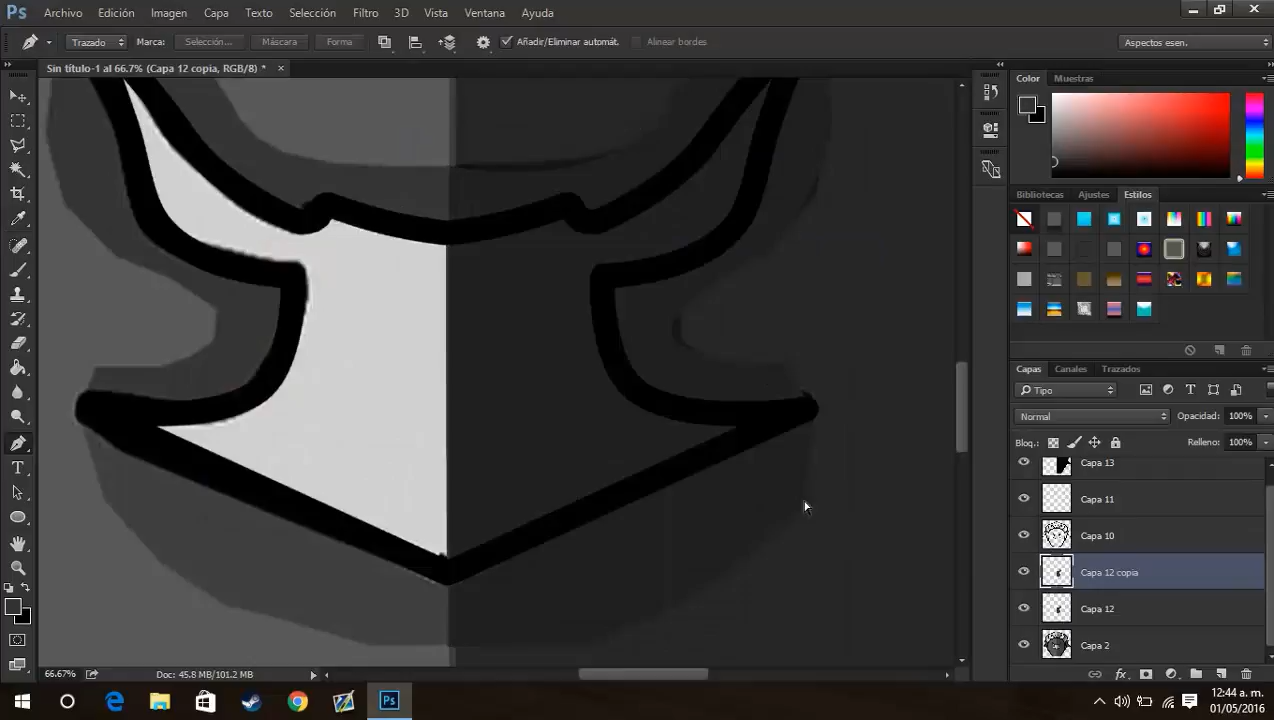 Ps Archivo Edición Imagen Capa Texto Selección Filtro 3D Vista Ventana Ayuda
Trazado Marca: Selección... Máscara Forma Añadir/Eliminar automát. Alinear bordes Aspectos esen.
Sin título-1 al 66.7% (Capa 12 copia, RGB/8) *
Color Muestras
Bibliotecas Ajustes Estilos
Capas Canales Trazados
Tipo
Normal Opacidad: 100%
Bloq.: Relleno: 100%
Capa 13
Capa 11
Capa 10
Capa 12 copia
Capa 12
Capa 2
66.67% Doc: 45.8 MB/101.2 MB
Ps 12:44 a. m.
01/05/2016